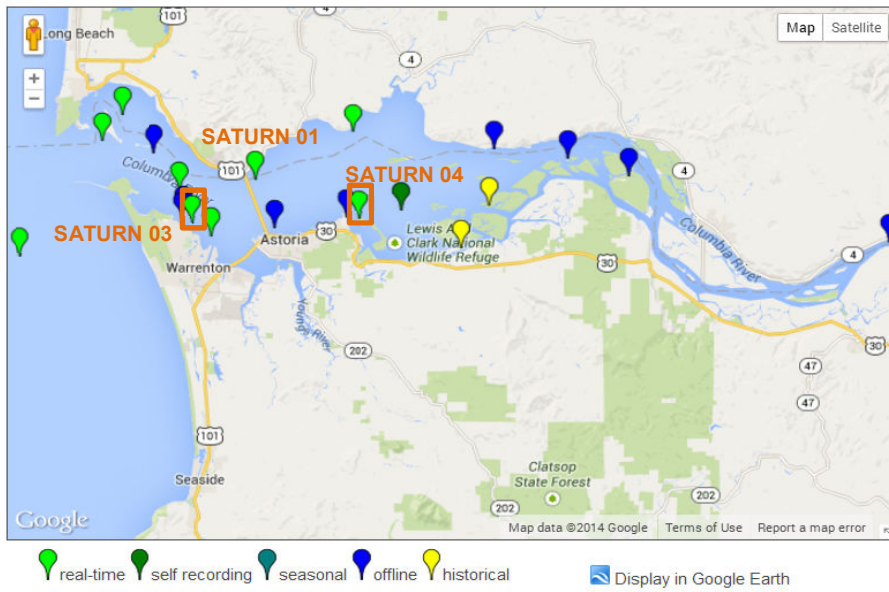 101
Long Beach
4
Map Satellite
4
SATURN 01
Columbia
101
SATURN 04
SATURN 03
Astoria
30
Lewis A
Clark National
Wildlife Refuge
Columbia River
4
Warrenton
30
Young
River
202
30
47
47
101
Seaside
Clatsop
State Forest
202
202
Google
Map data ©2014 Google Terms of Use Report a map error
real-time self recording seasonal offline historical
Display in Google Earth